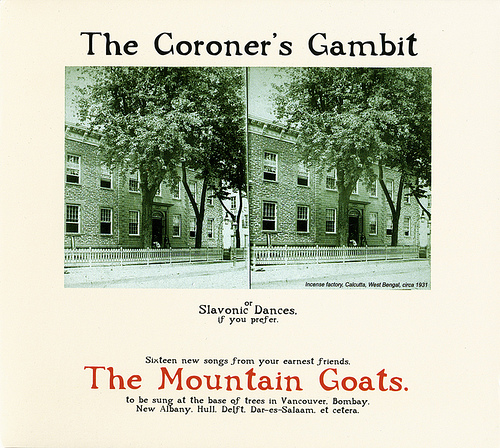 The Coroner's Gambit
Incense factory, Calcutta, West Bengal, circa 1931
or
Slavonic Dances,
if you prefer.
Sixteen new songs from your earnest friends,
The Mountain Goats.
to be sung at the base of trees in Vancouver, Bombay,
New Albany, Hull, Delft, Dar-es-Salaam, et cetera.